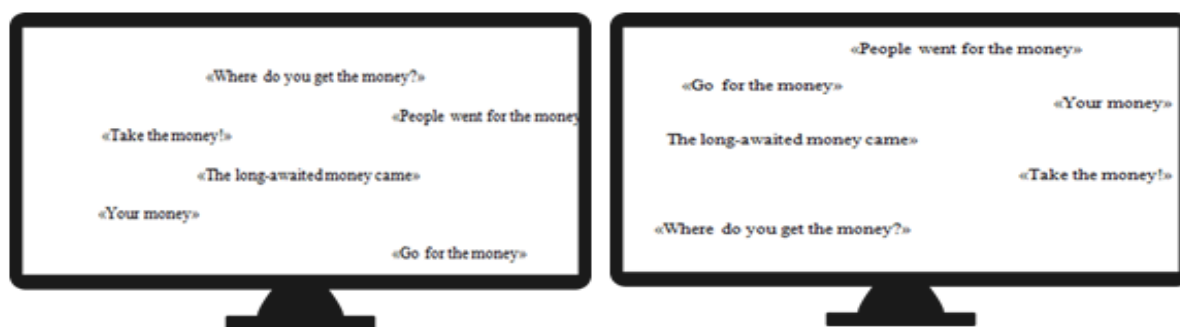 «Where do you get the money?»
«People went for the money
«Take the money!»
«The long-awaited money came»
«Your money»
«Go for the money»
«People went for the money»
«Go for the money»
«Your money»
The long-awaited money came»
«Take the money!»
«Where do you get the money?»